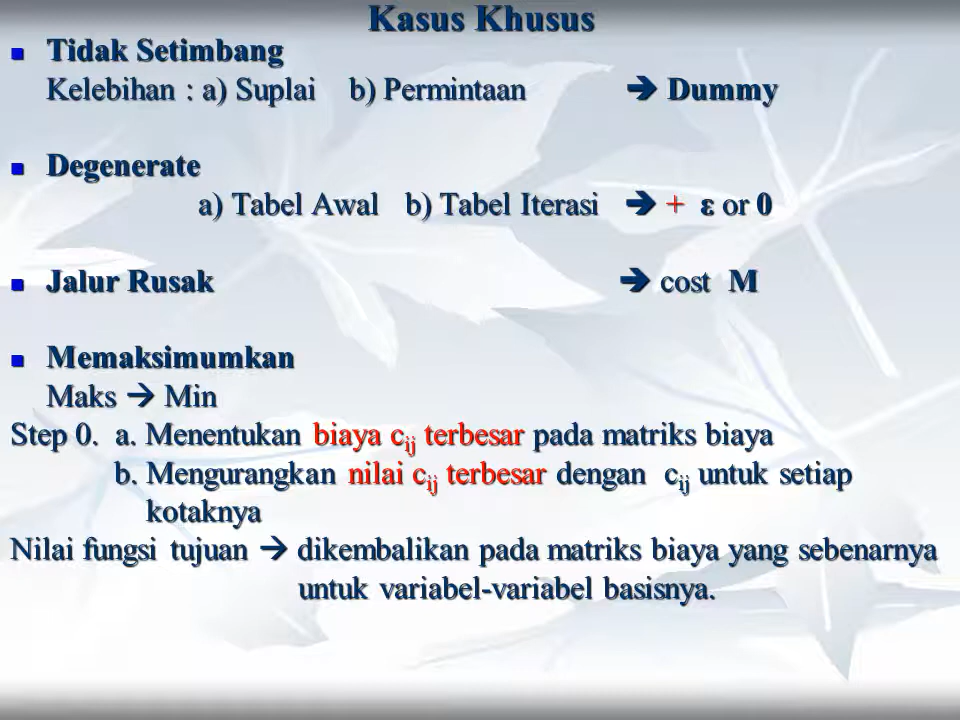 Kasus Khusus
Tidak Setimbang
Kelebihan : a) Suplai b) Permintaan ➔ Dummy
Degenerate
a) Tabel Awal b) Tabel Iterasi ➔ + ε or 0
Jalur Rusak ➔ cost M
Memaksimumkan
Maks → Min
Step 0. a. Menentukan biaya cij terbesar pada matriks biaya
b. Mengurangkan nilai cij terbesar dengan cij untuk setiap
kotaknya
Nilai fungsi tujuan → dikembalikan pada matriks biaya yang sebenarnya
untuk variabel-variabel basisnya.